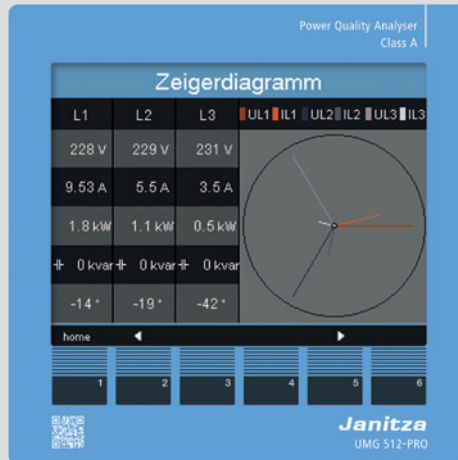 Power Quality Analyser
Class A
Zeigerdiagramm
L1 L2 L3 UL1 IL1 UL2 IL2 UL3 IL3
228 V 229 V 231 V
9.53 A 5.5 A 3.5 A
1.8 kW 1.1 kW 0.5 kW
0 kvar 0 kvar 0 kvar
-14 ° -19 ° -42 °
home
1 2 3 4 5 6
Janitza
UMG 512-PRO